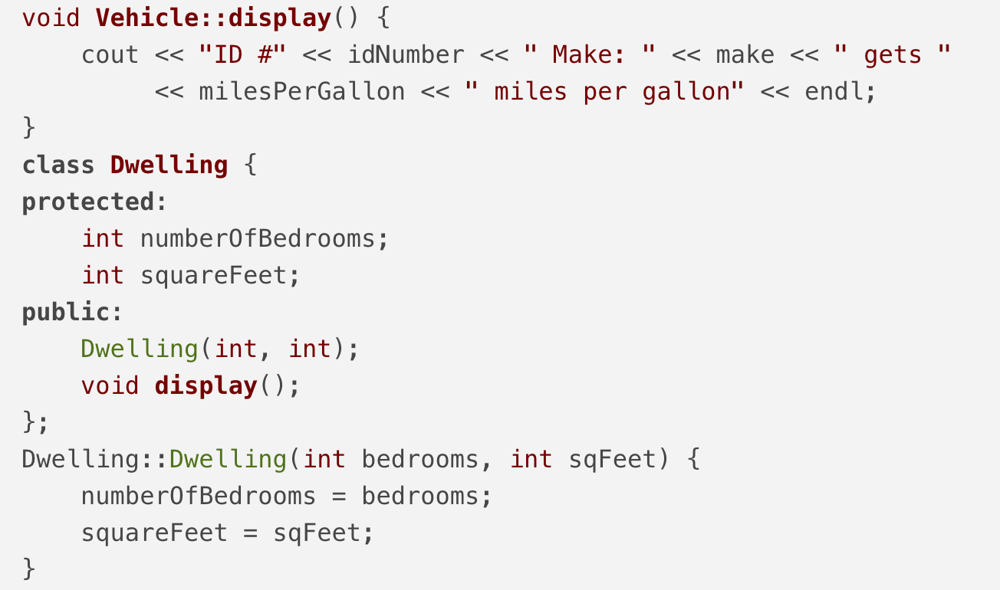 void Vehicle::display() {
    cout << "ID #" << idNumber << " Make: " << make << " gets "
         << milesPerGallon << " miles per gallon" << endl;
}
class Dwelling {
protected:
    int numberOfBedrooms;
    int squareFeet;
public:
    Dwelling(int, int);
    void display();
};
Dwelling::Dwelling(int bedrooms, int sqFeet) {
    numberOfBedrooms = bedrooms;
    squareFeet = sqFeet;
}